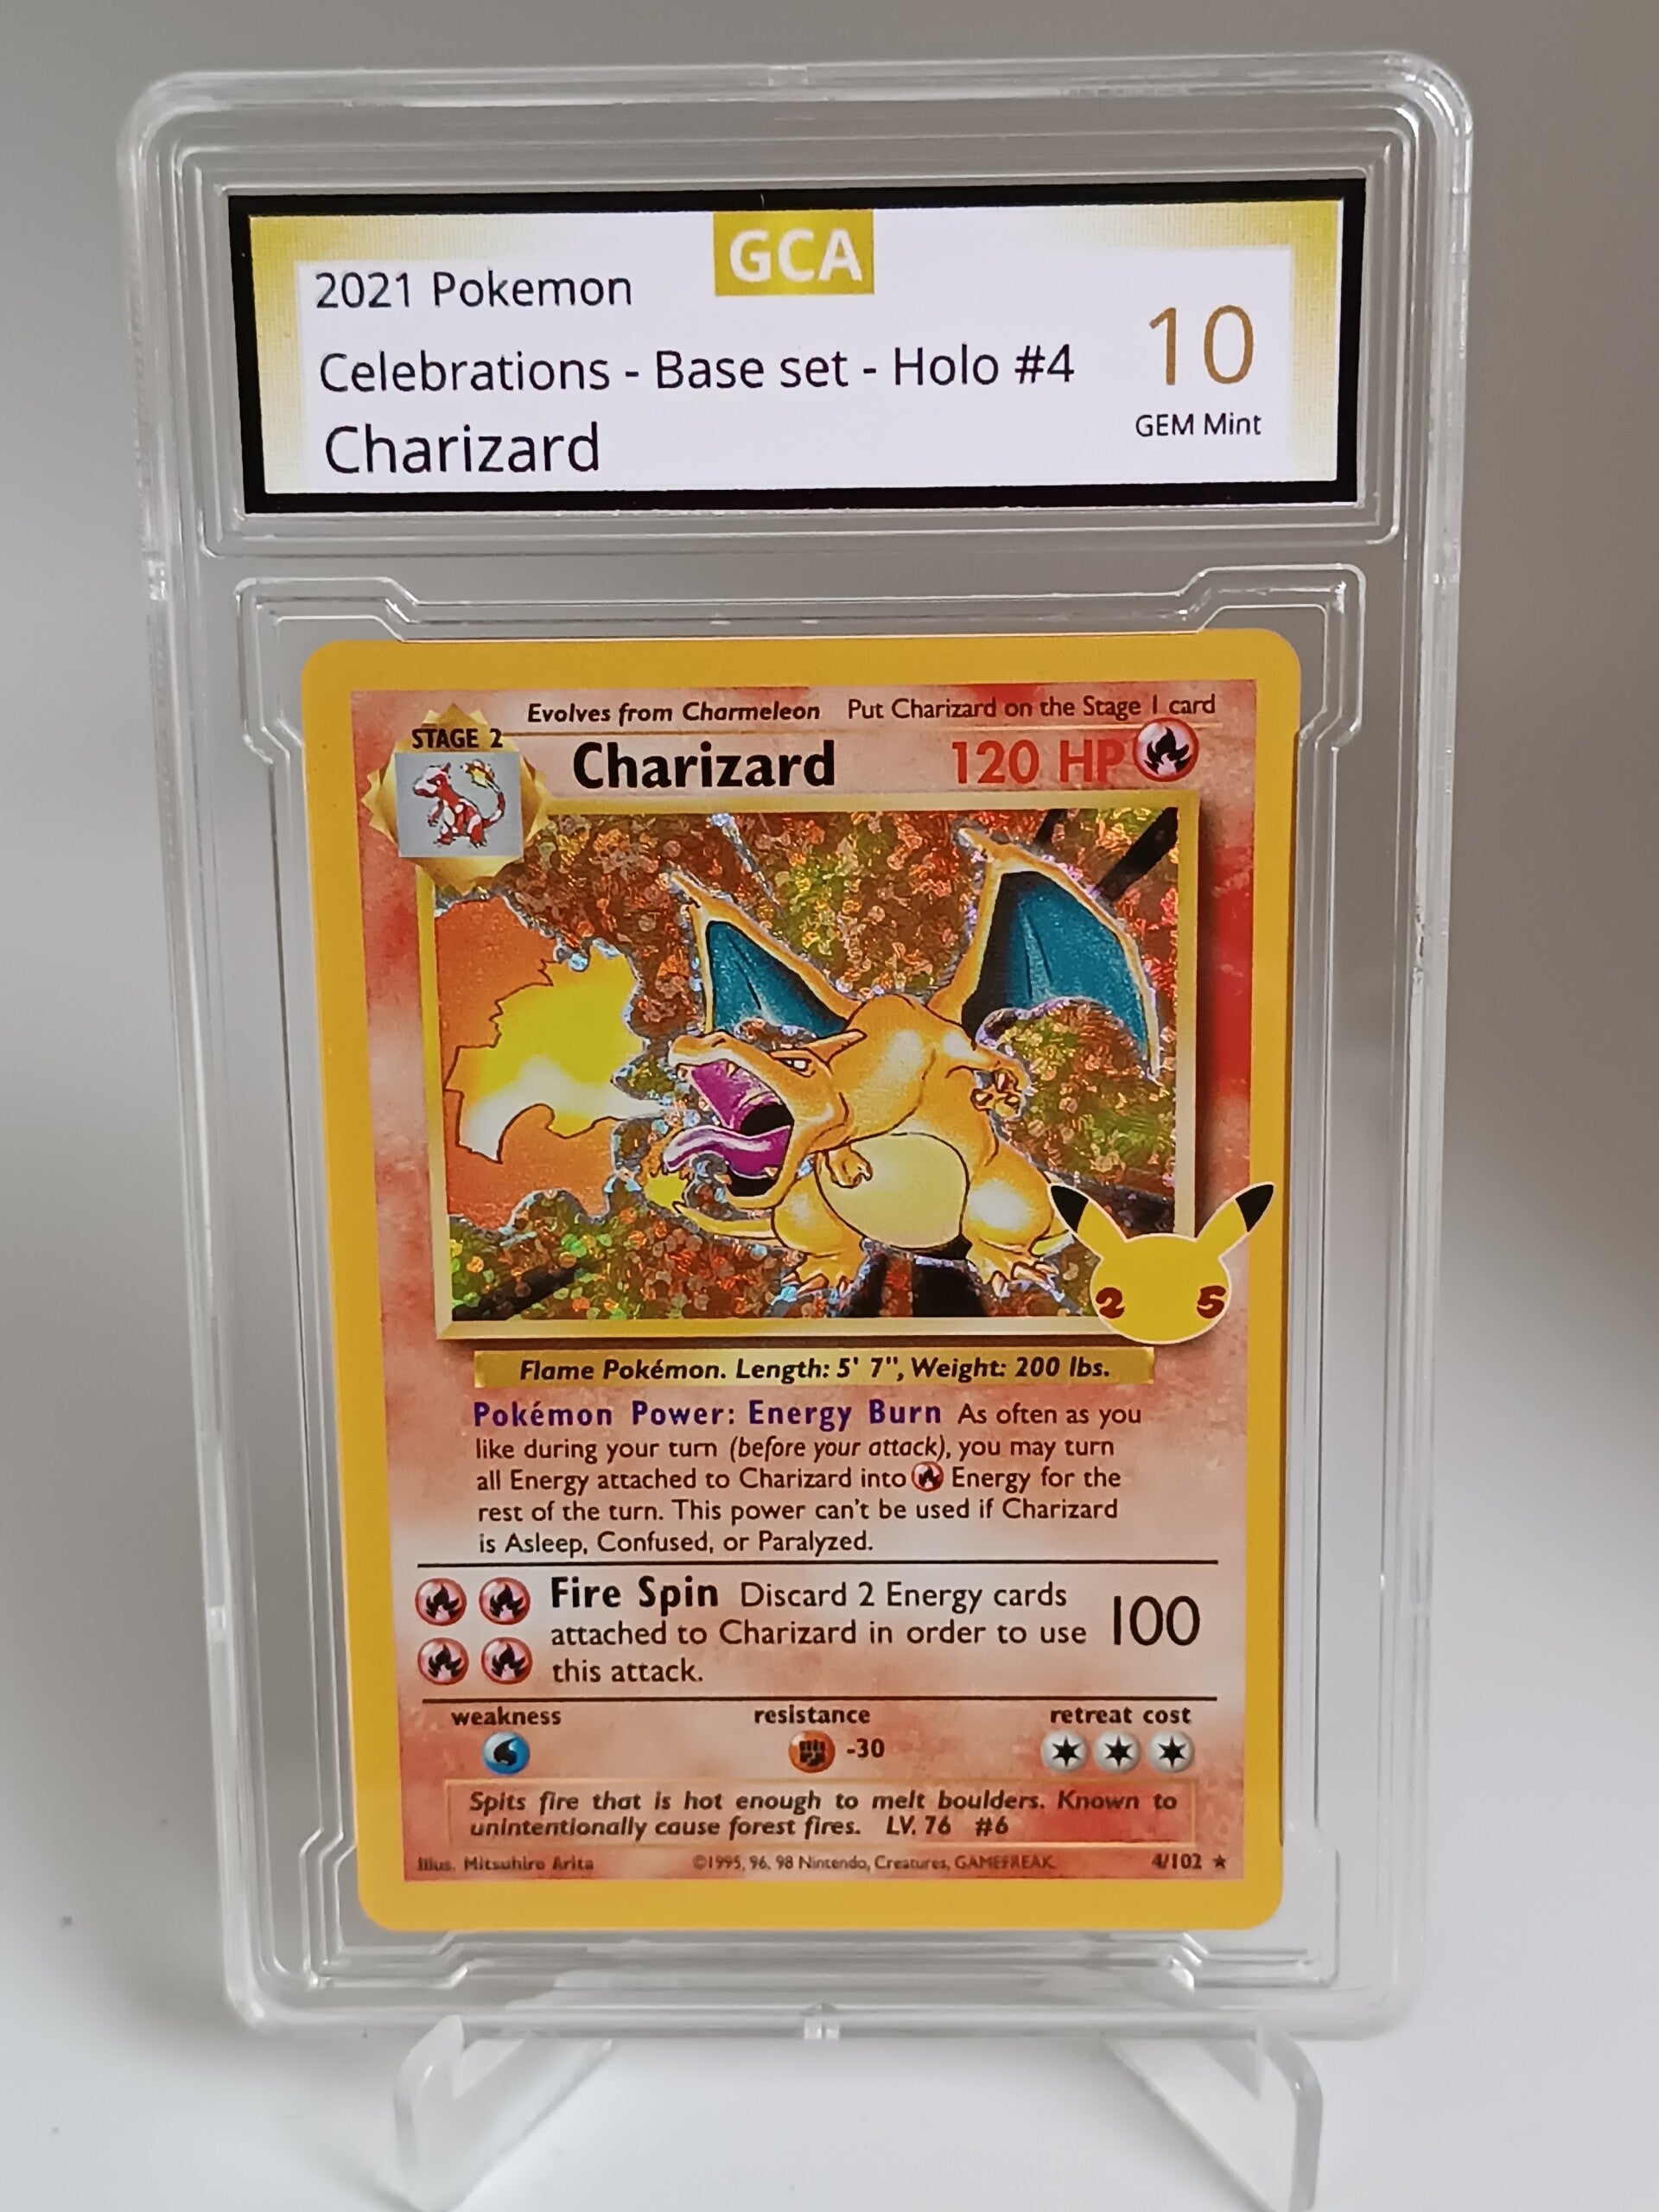 GCA
2021 Pokemon
10
Celebrations - Base set - Holo #4
GEM Mint
Charizard
Evolves from Charmeleon Put Charizard on the Stage 1 card
STAGE 2
Charizard 120 HP
2 5
Flame Pokémon. Length: 5' 7", Weight: 200 lbs.
Pokémon Power: Energy Burn As often as you
like during your turn (before your attack), you may turn
all Energy attached to Charizard into Energy for the
rest of the turn. This power can't be used if Charizard
is Asleep, Confused, or Paralyzed.
Fire Spin Discard 2 Energy cards
attached to Charizard in order to use 100
this attack.
weakness resistance retreat cost
-30
Spits fire that is hot enough to melt boulders. Known to
unintentionally cause forest fires. LV. 76 #6
Illus. Mitsuhiro Arita ©1995, 96, 98 Nintendo, Creatures, GAMEFREAK. 4/102 ★